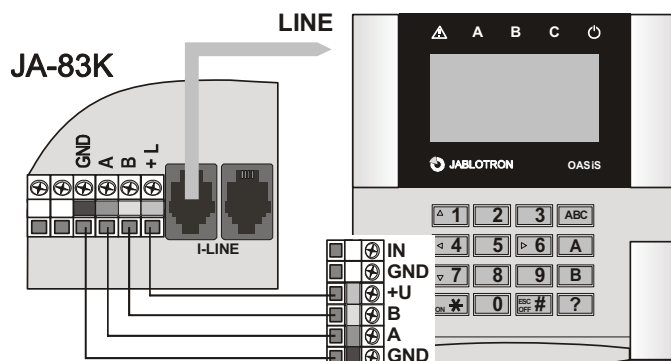 LINE
JA-83K
GND
A
B
+ L
I-LINE
A B C
JABLOTRON OASiS
1 2 3 ABC
4 5 6 A
7 8 9 B
ON * 0 ESC OFF # ?
IN
GND
+U
B
A
GND